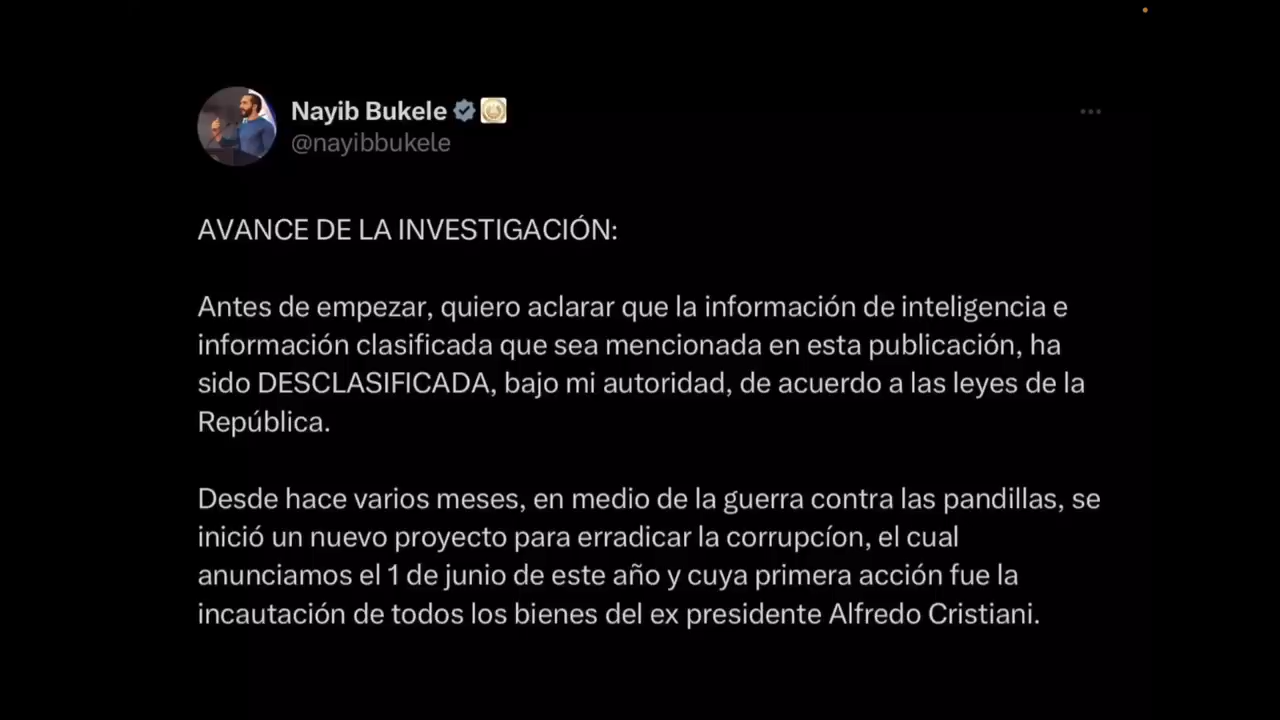 Nayib Bukele
@nayibbukele
AVANCE DE LA INVESTIGACIÓN:
Antes de empezar, quiero aclarar que la información de inteligencia e
información clasificada que sea mencionada en esta publicación, ha
sido DESCLASIFICADA, bajo mi autoridad, de acuerdo a las leyes de la
República.
Desde hace varios meses, en medio de la guerra contra las pandillas, se
inició un nuevo proyecto para erradicar la corrupcíon, el cual
anunciamos el 1 de junio de este año y cuya primera acción fue la
incautación de todos los bienes del ex presidente Alfredo Cristiani.